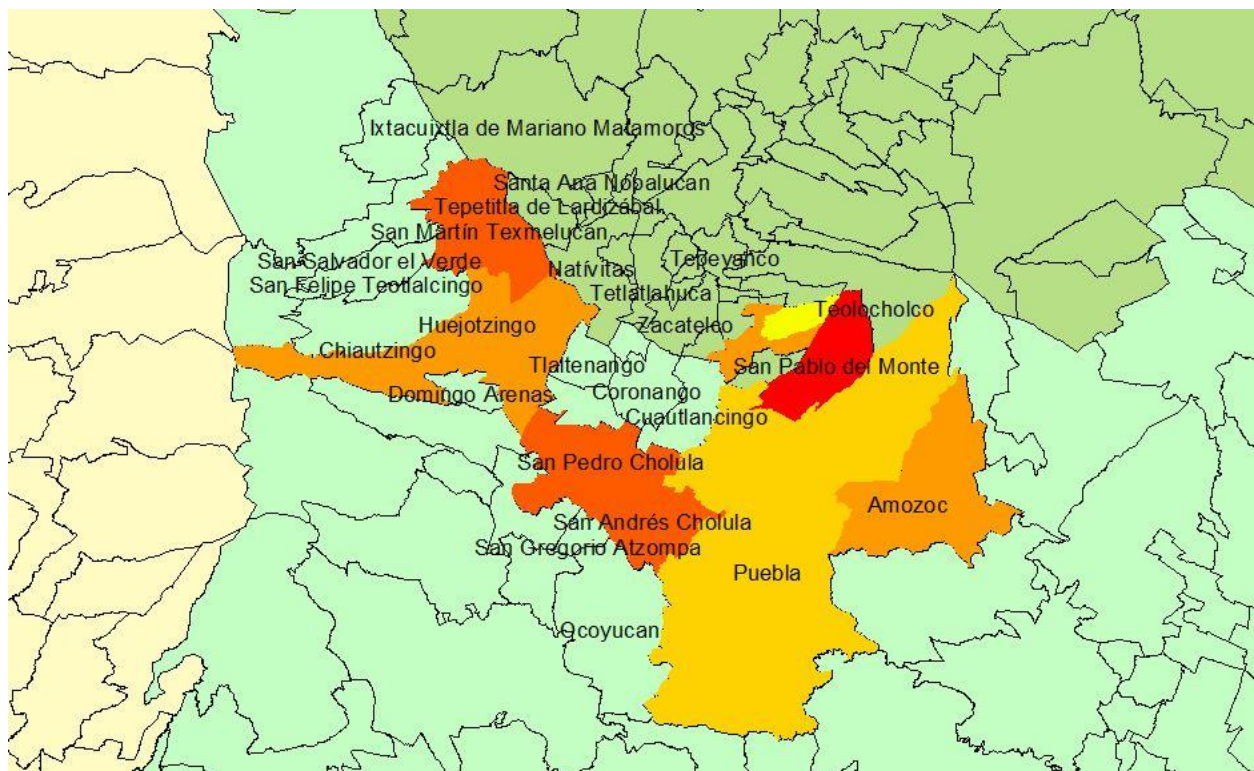 Ixtacuixtla de Mariano Matamoros
Santa Ana Nopalucan
Tepetitla de Lardizábal
San Martín Texmelucan
San Salvador el Verde
San Felipe Teotlalcingo
Natívitas
Tepeyanco
Tetlatlahuca
Huejotzingo
Zacatelco
Teolocholco
Chiautzingo
Tlaltenango
San Pablo del Monte
Domingo Arenas
Coronango
Cuautlancingo
San Pedro Cholula
Amozoc
San Andrés Cholula
San Gregorio Atzompa
Puebla
Ocoyucan